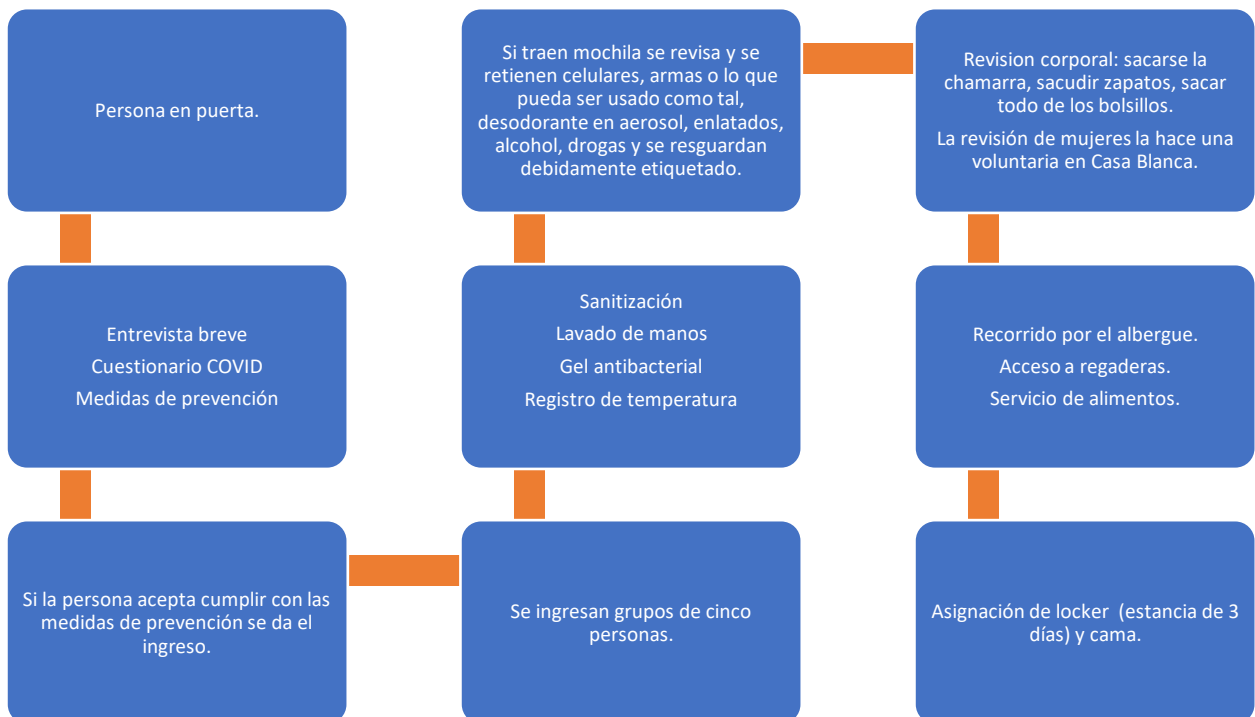 Persona en puerta.
Entrevista breve
Cuestionario COVID
Medidas de prevención
Si la persona acepta cumplir con las
medidas de prevención se da el
ingreso.
Se ingresan grupos de cinco
personas.
Sanitización
Lavado de manos
Gel antibacterial
Registro de temperatura
Si traen mochila se revisa y se
retienen celulares, armas o lo que
pueda ser usado como tal,
desodorante en aerosol, enlatados,
alcohol, drogas y se resguardan
debidamente etiquetado.
Revision corporal: sacarse la
chamarra, sacudir zapatos, sacar
todo de los bolsillos.
La revisión de mujeres la hace una
voluntaria en Casa Blanca.
Recorrido por el albergue.
Acceso a regaderas.
Servicio de alimentos.
Asignación de locker (estancia de 3
días) y cama.